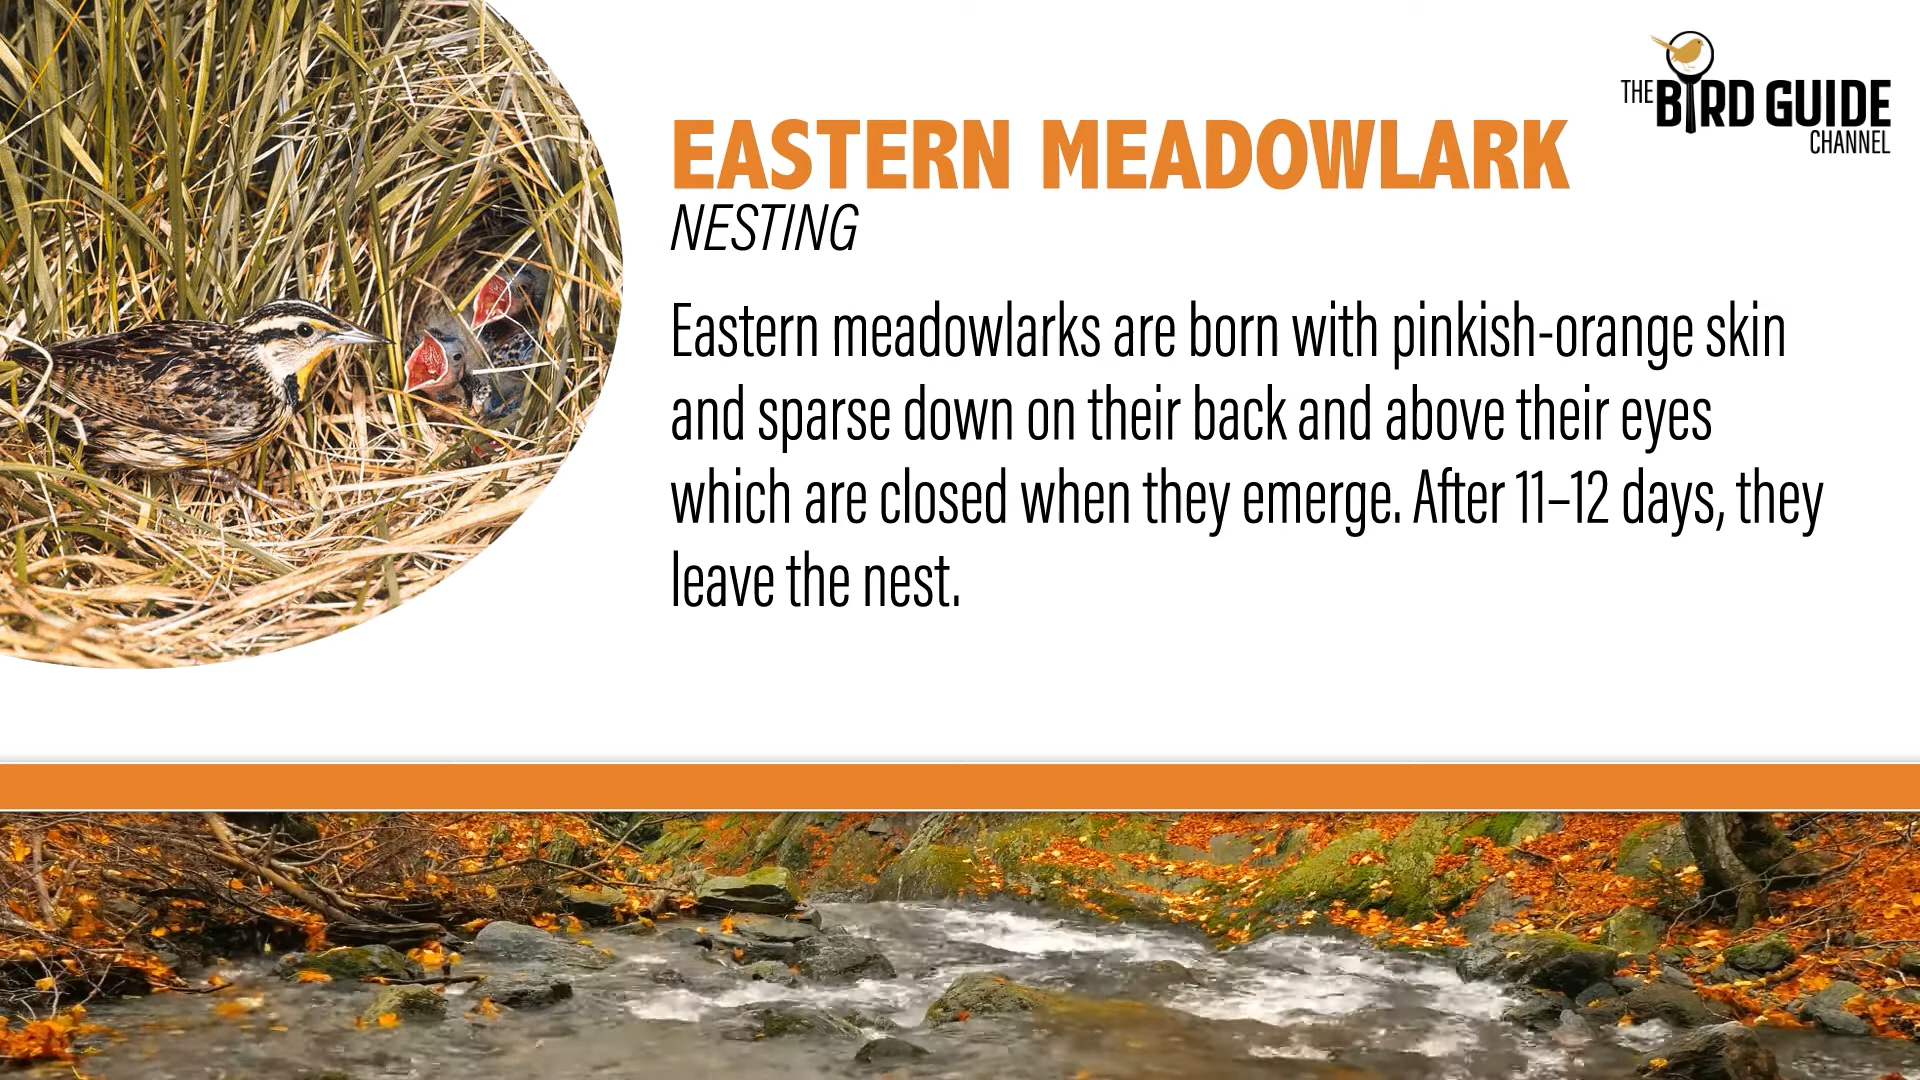 THE BIRD GUIDE
CHANNEL
EASTERN MEADOWLARK
NESTING
Eastern meadowlarks are born with pinkish-orange skin
and sparse down on their back and above their eyes
which are closed when they emerge. After 11–12 days, they
leave the nest.